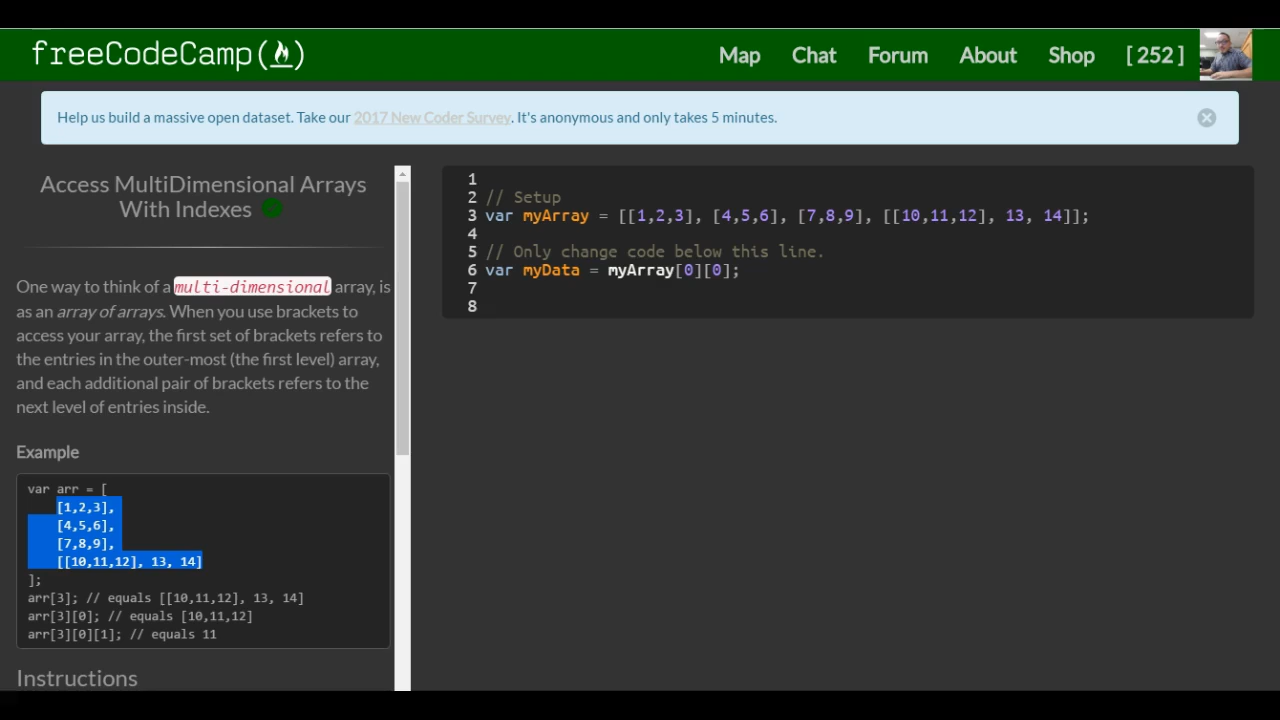 freeCodeCamp(🔥)
Map Chat Forum About Shop [ 252 ]
Help us build a massive open dataset. Take our 2017 New Coder Survey. It's anonymous and only takes 5 minutes.
Access MultiDimensional Arrays
With Indexes
One way to think of a multi-dimensional array, is
as an array of arrays. When you use brackets to
access your array, the first set of brackets refers to
the entries in the outer-most (the first level) array,
and each additional pair of brackets refers to the
next level of entries inside.
Example
var arr = [
    [1,2,3],
    [4,5,6],
    [7,8,9],
    [[10,11,12], 13, 14]
];
arr[3]; // equals [[10,11,12], 13, 14]
arr[3][0]; // equals [10,11,12]
arr[3][0][1]; // equals 11
Instructions
1
2 // Setup
3 var myArray = [[1,2,3], [4,5,6], [7,8,9], [[10,11,12], 13, 14]];
4
5 // Only change code below this line.
6 var myData = myArray[0][0];
7
8